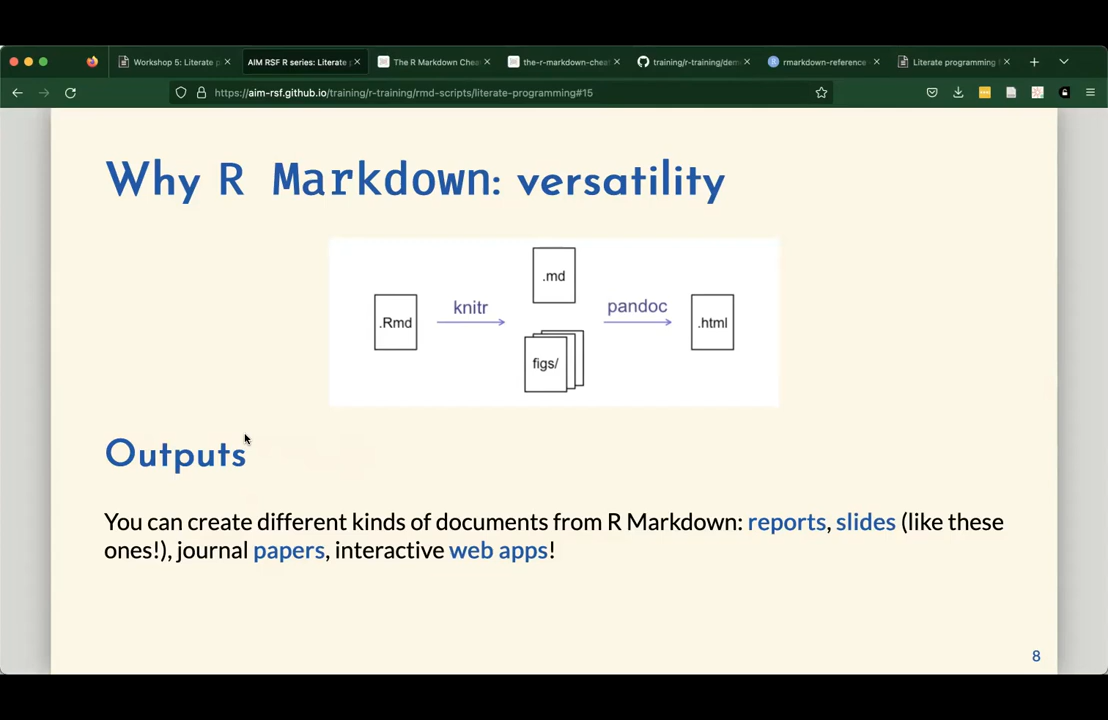 Workshop 5: Literate p
AIM RSF R series: Literate p
The R Markdown Chea
the-r-markdown-cheat
training/r-training/dem
rmarkdown-reference
Literate programming
https://aim-rsf.github.io/training/r-training/rmd-scripts/literate-programming#15
Why R Markdown: versatility
.md
knitr
pandoc
.Rmd
.html
figs/
Outputs
You can create different kinds of documents from R Markdown: reports, slides (like these
ones!), journal papers, interactive web apps!
8